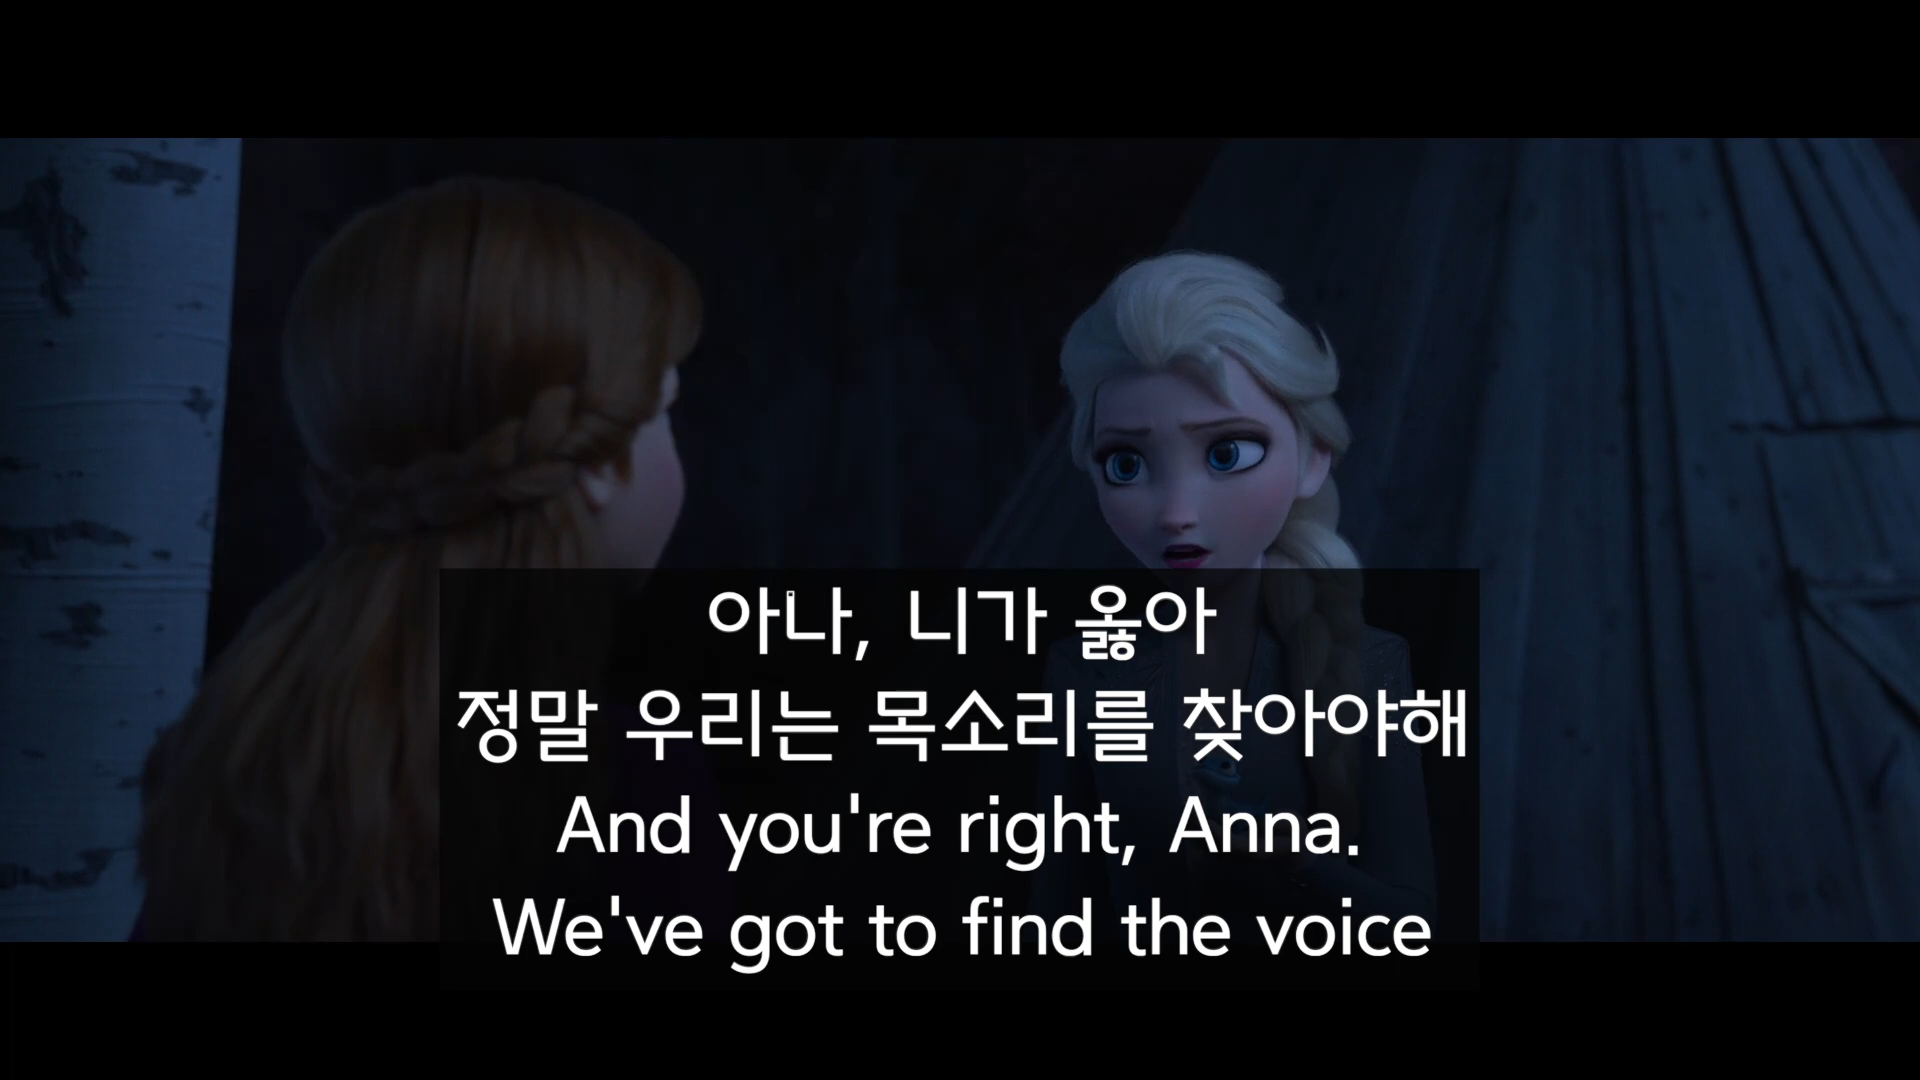 아나, 니가 옳아
정말 우리는 목소리를 찾아야해
And you're right, Anna.
We've got to find the voice